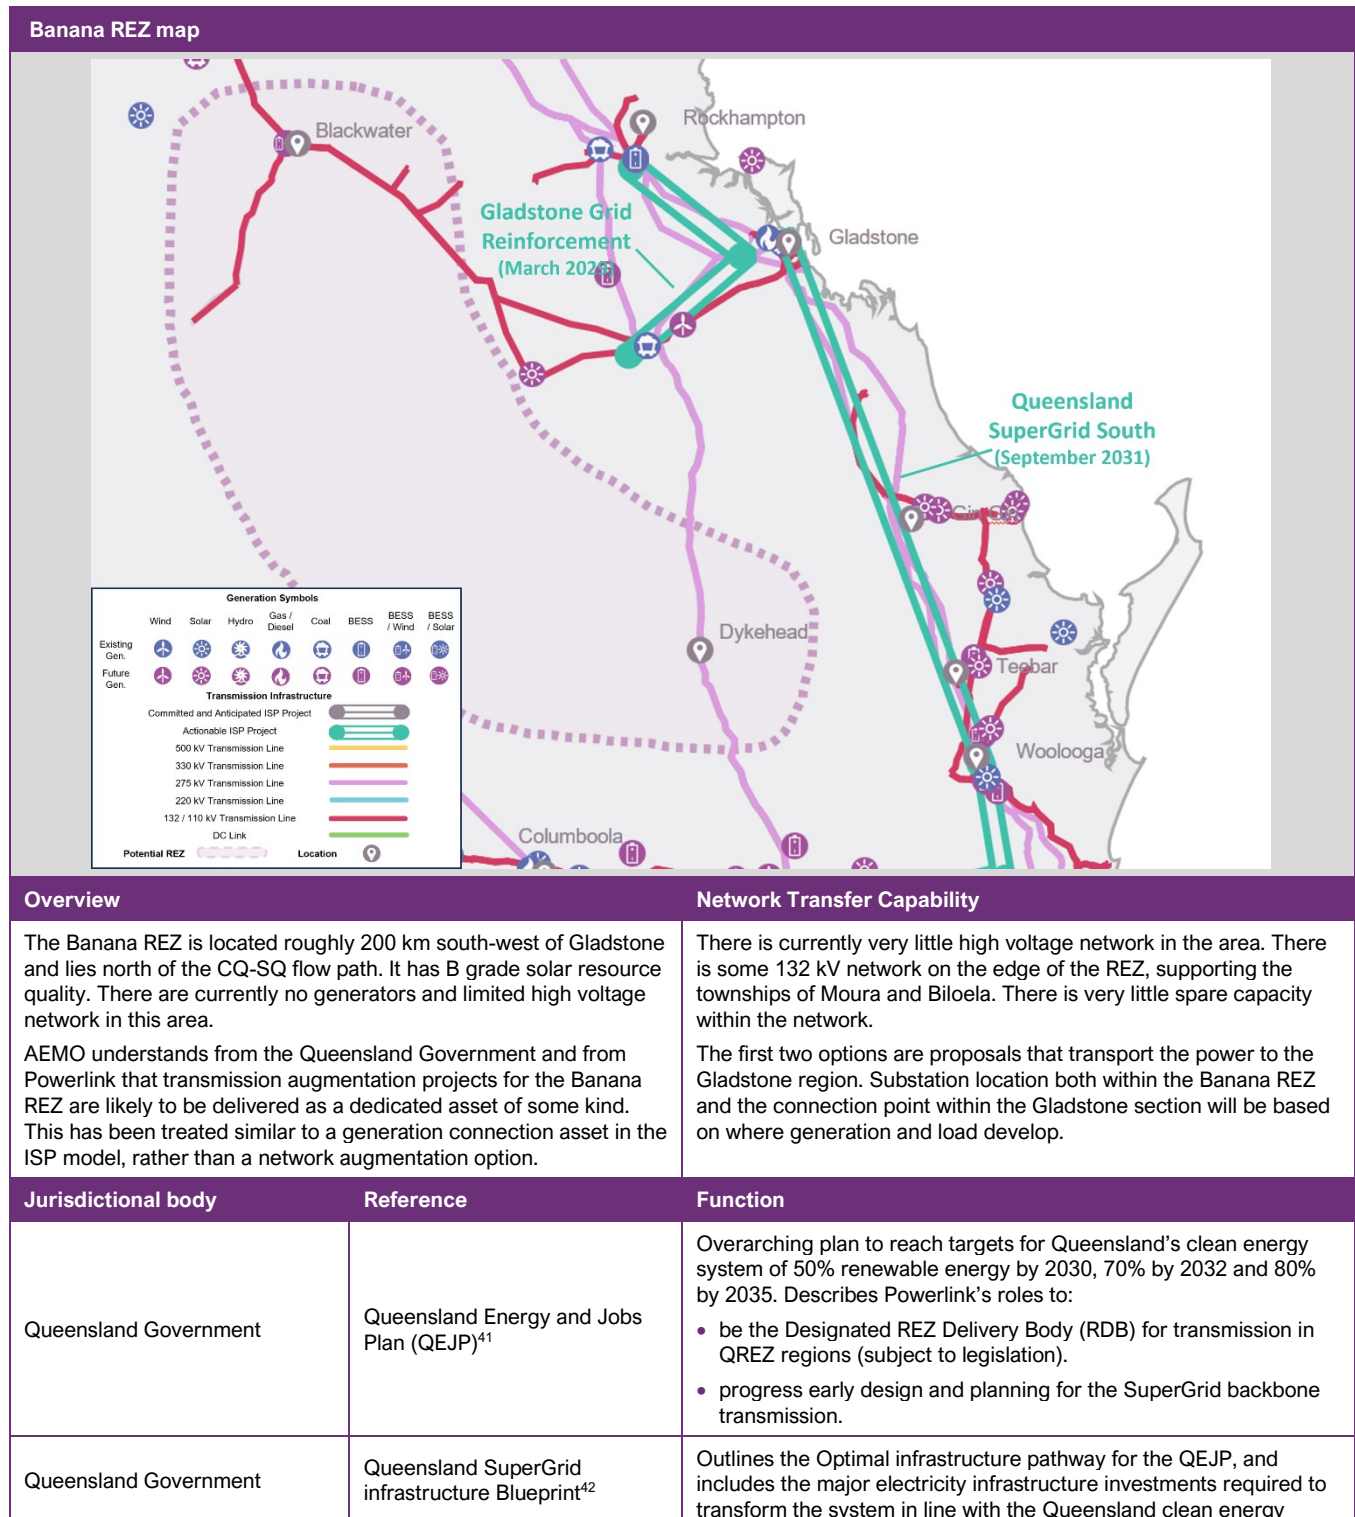 Banana REZ map
Blackwater
Rockhampton
Gladstone Grid
Reinforcement
(March 202
Gladstone
Queensland
SuperGrid South
(September 2031)
Gin Gin
Dykehead
Teebar
Woolooga
Columboola
Generation Symbols
Wind Solar Hydro Gas / Diesel Coal BESS BESS / Wind BESS / Solar
Existing Gen.
Future Gen.
Transmission Infrastructure
Committed and Anticipated ISP Project
Actionable ISP Project
500 kV Transmission Line
330 kV Transmission Line
275 kV Transmission Line
220 kV Transmission Line
132 / 110 kV Transmission Line
DC Link
Potential REZ Location
Overview
The Banana REZ is located roughly 200 km south-west of Gladstone
and lies north of the CQ-SQ flow path. It has B grade solar resource
quality. There are currently no generators and limited high voltage
network in this area.
AEMO understands from the Queensland Government and from
Powerlink that transmission augmentation projects for the Banana
REZ are likely to be delivered as a dedicated asset of some kind.
This has been treated similar to a generation connection asset in the
ISP model, rather than a network augmentation option.
Network Transfer Capability
There is currently very little high voltage network in the area. There
is some 132 kV network on the edge of the REZ, supporting the
townships of Moura and Biloela. There is very little spare capacity
within the network.
The first two options are proposals that transport the power to the
Gladstone region. Substation location both within the Banana REZ
and the connection point within the Gladstone section will be based
on where generation and load develop.
Jurisdictional body Reference Function
Queensland Government
Queensland Energy and Jobs
Plan (QEJP)41
Overarching plan to reach targets for Queensland's clean energy
system of 50% renewable energy by 2030, 70% by 2032 and 80%
by 2035. Describes Powerlink's roles to:
• be the Designated REZ Delivery Body (RDB) for transmission in
QREZ regions (subject to legislation).
• progress early design and planning for the SuperGrid backbone
transmission.
Queensland Government
Queensland SuperGrid
infrastructure Blueprint42
Outlines the Optimal infrastructure pathway for the QEJP, and
includes the major electricity infrastructure investments required to
transform the system in line with the Queensland clean energy